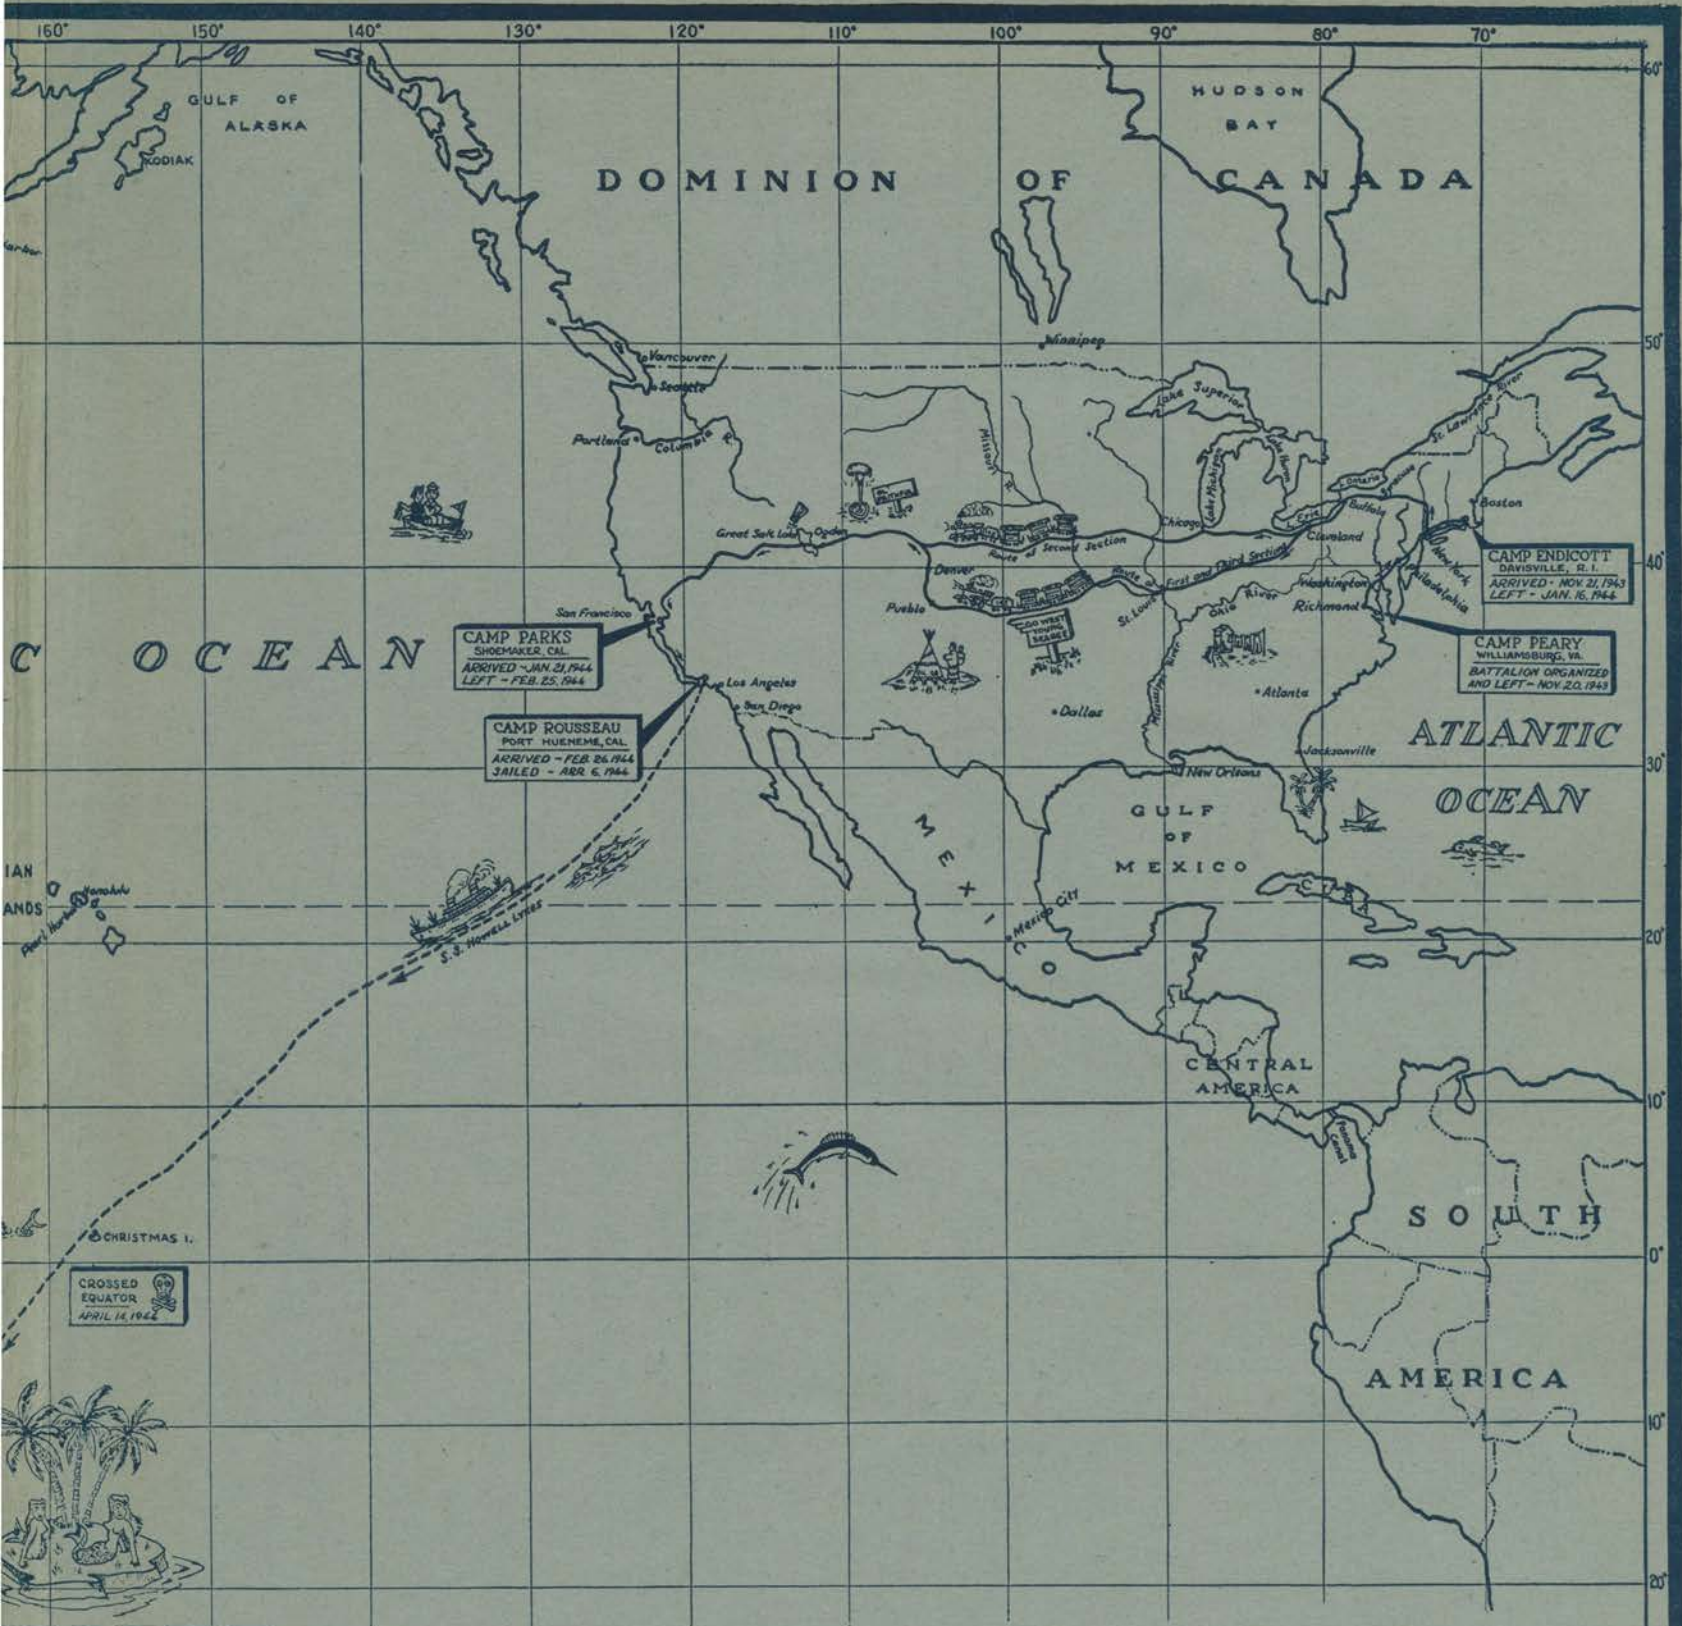 160° 150° 140° 130° 120° 110° 100° 90° 80° 70°
60°
GULF OF
ALASKA
KODIAK
HUDSON
BAY
DOMINION OF CANADA
Winnipeg
50°
Vancouver
Seattle
Portland
Columbia R.
Missouri R.
Lake Superior
Lake Michigan
Lake Huron
Ontario
Erie
St. Lawrence River
Syracuse
Buffalo
Boston
Great Salt Lake
Ogden
Chicago
Cleveland
Route of Second Section
Route of First and Third Section
New York
Philadelphia
Washington
Richmond
40°
Denver
Pueblo
St. Louis
Ohio River
Mississippi River
GO WEST
YOUNG
SEABEE
CAMP ENDICOTT
DAVISVILLE, R. I.
ARRIVED - NOV. 21, 1943
LEFT - JAN. 16, 1944
CAMP PEARY
WILLIAMSBURG, VA.
BATTALION ORGANIZED
AND LEFT - NOV. 20, 1943
San Francisco
CAMP PARKS
SHOEMAKER, CAL.
ARRIVED - JAN. 21, 1944
LEFT - FEB. 25, 1944
C OCEAN
Los Angeles
San Diego
CAMP ROUSSEAU
PORT HUENEME, CAL.
ARRIVED - FEB. 26, 1944
SAILED - APR. 6, 1944
Atlanta
Dallas
Jacksonville
New Orleans
ATLANTIC
OCEAN
30°
GULF
OF
MEXICO
MEXICO
Mexico City
IAN
ANDS
Honolulu
Pearl Harbor
S.S. HOWELL LYKES
20°
CENTRAL
AMERICA
10°
Panama
Canal
CHRISTMAS I.
CROSSED
EQUATOR
APRIL 14, 1944
SOUTH
0°
AMERICA
10°
20°